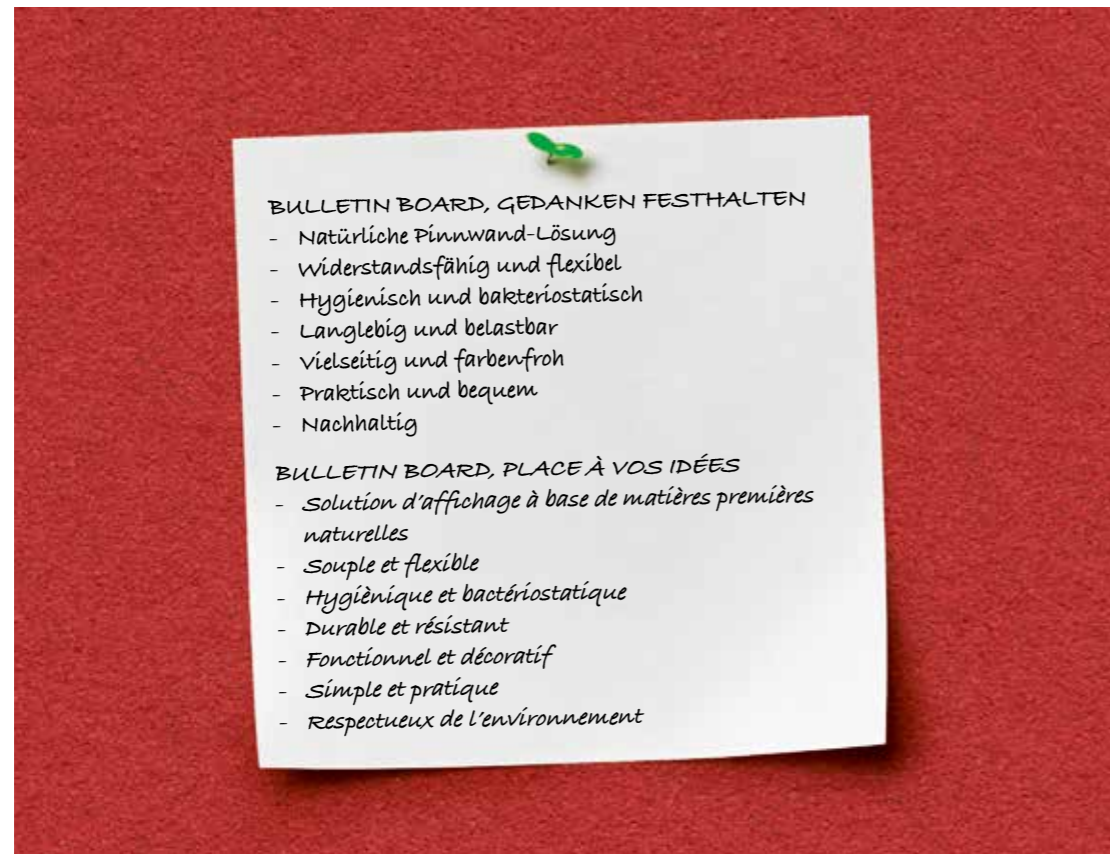 BULLETIN BOARD, GEDANKEN FESTHALTEN
- Natürliche Pinnwand-Lösung
- Widerstandsfähig und flexibel
- Hygienisch und bakteriostatisch
- Langlebig und belastbar
- Vielseitig und farbenfroh
- Praktisch und bequem
- Nachhaltig
BULLETIN BOARD, PLACE À VOS IDÉES
- Solution d'affichage à base de matières premières
naturelles
- Souple et flexible
- Hygiènique et bactériostatique
- Durable et résistant
- Fonctionnel et décoratif
- Simple et pratique
- Respectueux de l'environnement